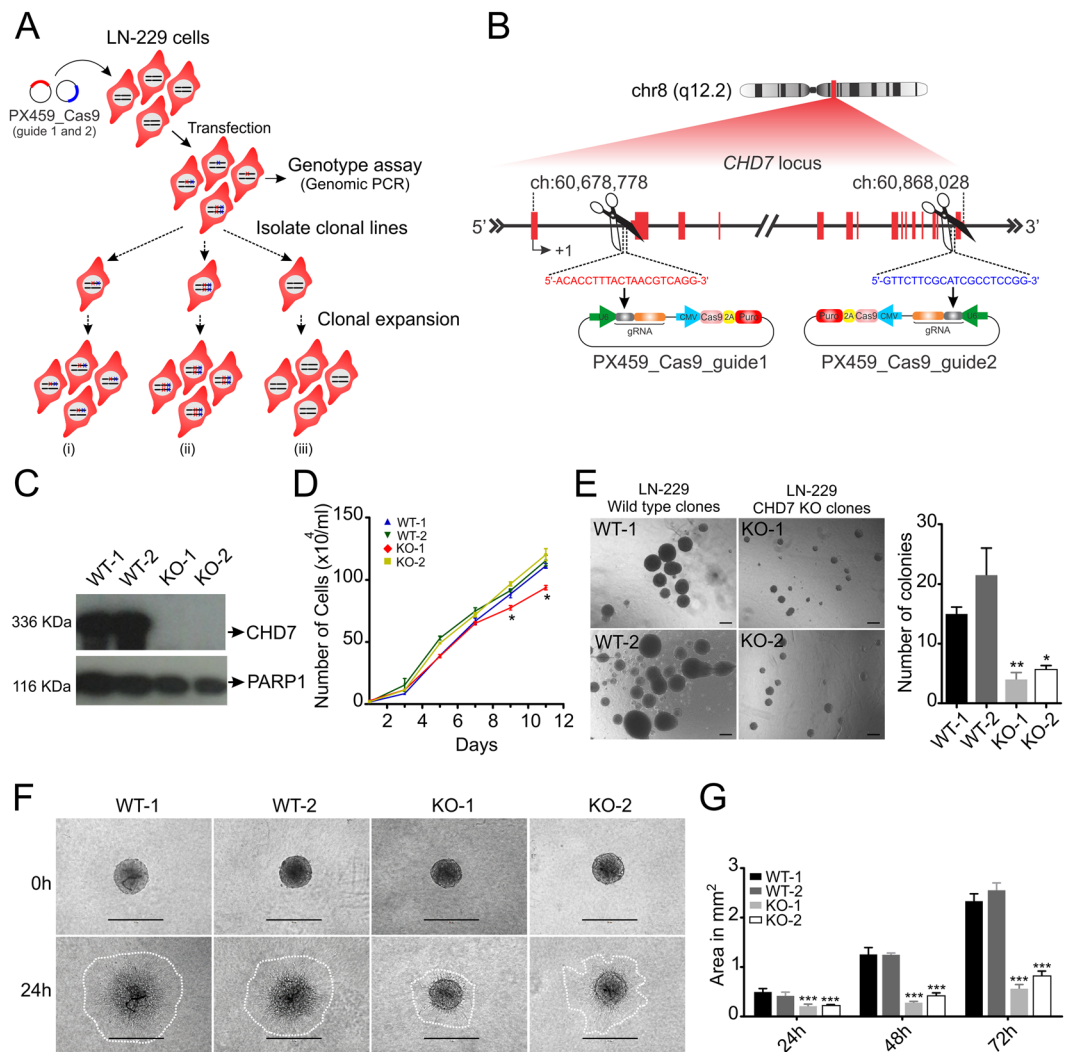 A
LN-229 cells
PX459_Cas9
(guide 1 and 2)
Transfection
Genotype assay
(Genomic PCR)
Isolate clonal lines
Clonal expansion
(i) (ii) (iii)
B
chr8 (q12.2)
CHD7 locus
ch:60,678,778 ch:60,868,028
5' 3'
+1
5'-ACACCTTTACTAACGTCAGG-3' 5'-GTTCTTCGCATCGCCTCCGG-3'
U6 CMV Cas9 2A Puro Puro 2A Cas9 CMV U6
gRNA gRNA
PX459_Cas9_guide1 PX459_Cas9_guide2
C
WT-1 WT-2 KO-1 KO-2
336 KDa CHD7
116 KDa PARP1
D
Number of Cells (x10^4/ml)
150
100
50
0
2 4 6 8 10 12
Days
WT-1
WT-2
KO-1
KO-2
* *
E
LN-229
Wild type clones
LN-229
CHD7 KO clones
WT-1 KO-1
WT-2 KO-2
Number of colonies
30
20
10
0
** *
WT-1 WT-2 KO-1 KO-2
F
WT-1 WT-2 KO-1 KO-2
0h
24h
G
Area in mm²
3
2
1
0
WT-1
WT-2
KO-1
KO-2
*** *** *** *** *** ***
24h 48h 72h